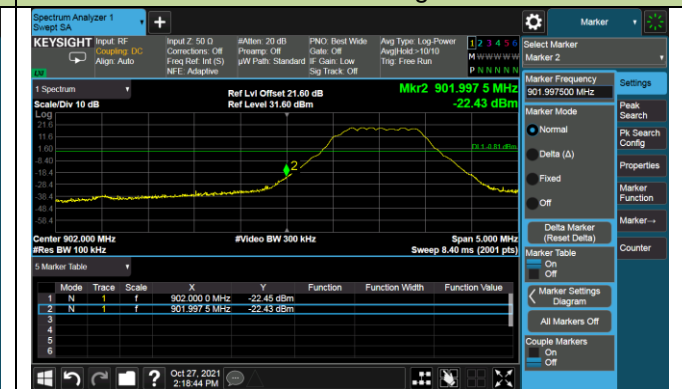 Spectrum Analyzer 1
Swept SA
Marker
KEYSIGHT Input: RF
Coupling: DC
Align: Auto
Input Z: 50 Ω
Corrections: Off
Freq Ref: Int (S)
NFE: Adaptive
#Atten: 20 dB
Preamp: Off
µW Path: Standard
PNO: Best Wide
Gate: Off
IF Gain: Low
Sig Track: Off
Avg Type: Log-Power
Avg|Hold:>10/10
Trig: Free Run
1 2 3 4 5 6
M W W W W W
P N N N N N
Select Marker
Marker 2
1 Spectrum
Scale/Div 10 dB
Ref Lvl Offset 21.60 dB
Ref Level 31.60 dBm
Mkr2 901.997 5 MHz
-22.43 dBm
Log
21.6
11.6
1.60
-8.40
-18.4
-28.4
-38.4
-48.4
-58.4
2
DL1 -0.81 dBm
Center 902.000 MHz
#Res BW 100 kHz
#Video BW 300 kHz
Span 5.000 MHz
Sweep 8.40 ms (2001 pts)
5 Marker Table
Mode Trace Scale X Y Function Function Width Function Value
1 N 1 f 902.000 0 MHz -22.45 dBm
2 N 1 f 901.997 5 MHz -22.43 dBm
3
4
5
6
Oct 27, 2021
2:18:44 PM
Marker Frequency
901.997500 MHz
Marker Mode
Normal
Delta (Δ)
Fixed
Off
Delta Marker
(Reset Delta)
Marker Table
On
Off
Marker Settings
Diagram
All Markers Off
Couple Markers
On
Off
Settings
Peak
Search
Pk Search
Config
Properties
Marker
Function
Marker→
Counter